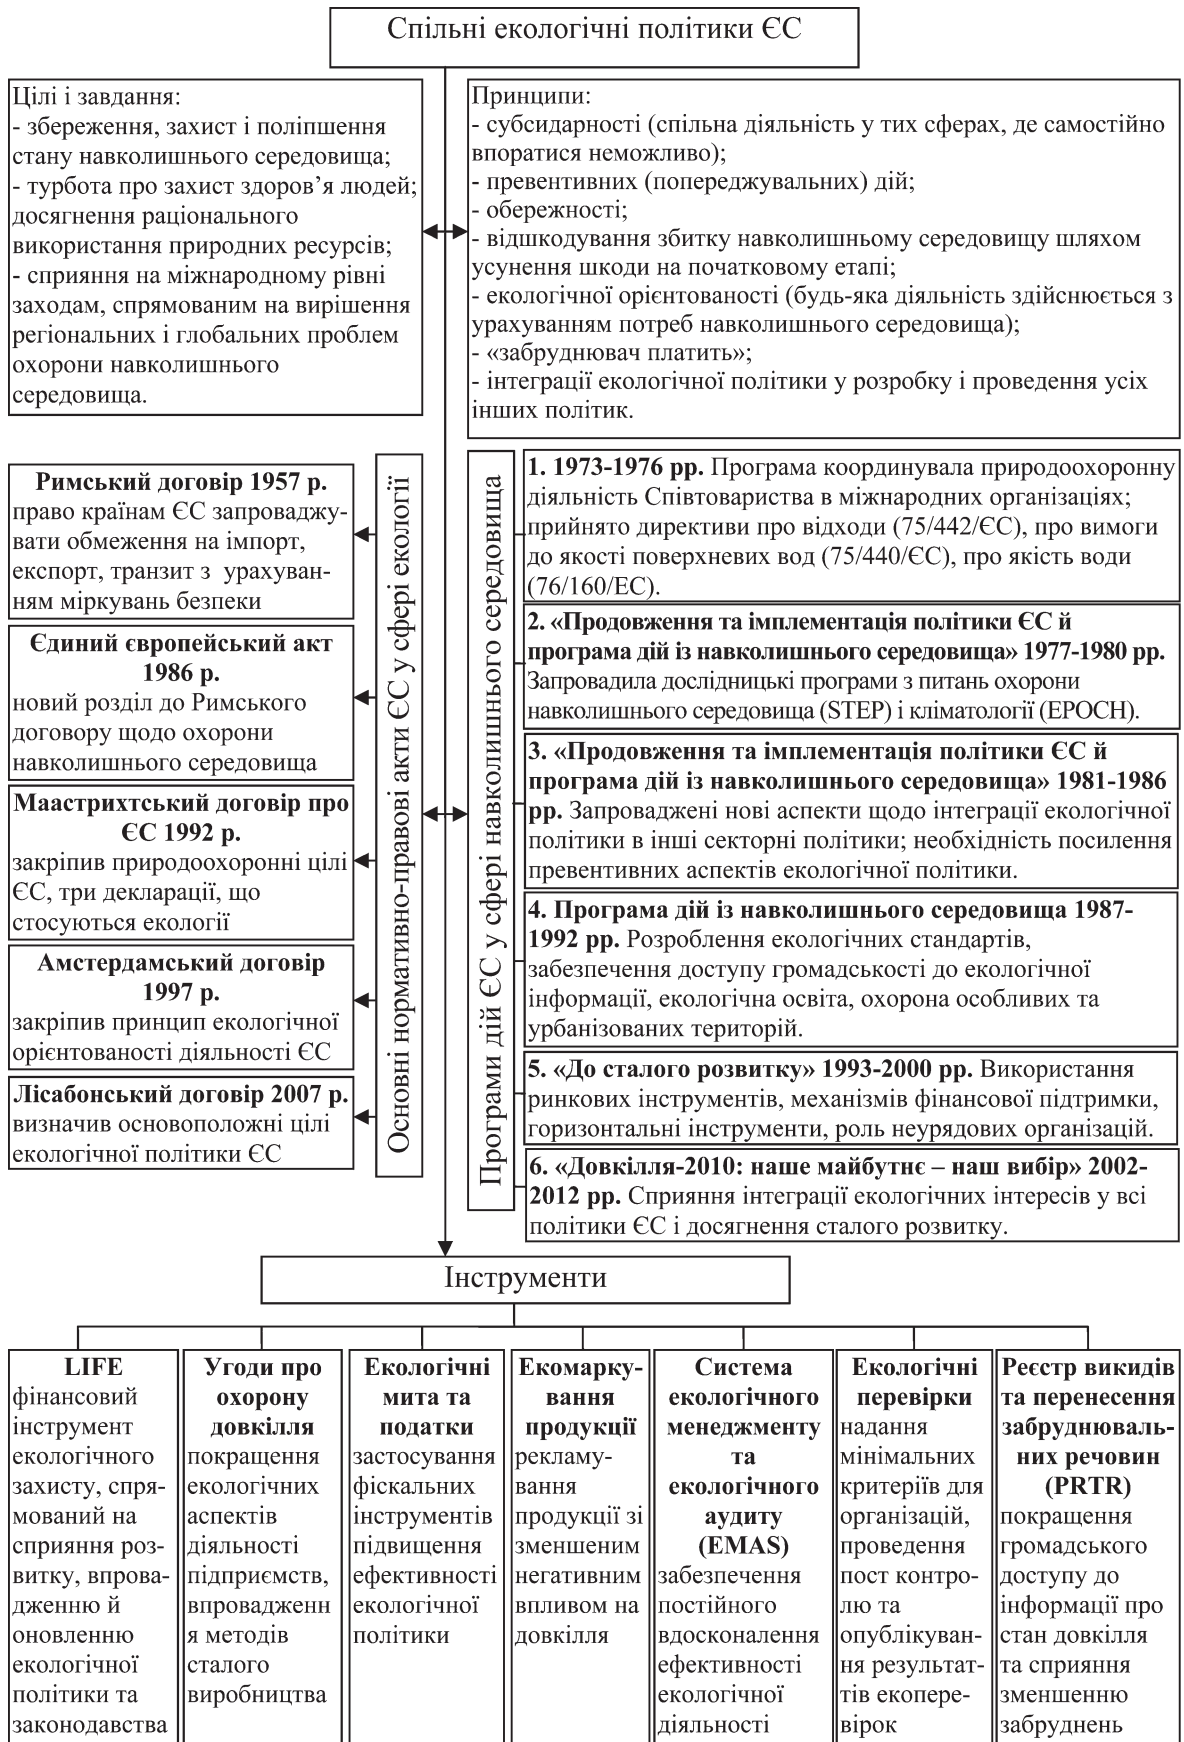 Спільні екологічні політики ЄС
Цілі і завдання:
- збереження, захист і поліпшення
стану навколишнього середовища;
- турбота про захист здоров’я людей;
досягнення раціонального
використання природних ресурсів;
- сприяння на міжнародному рівні
заходам, спрямованим на вирішення
регіональних і глобальних проблем
охорони навколишнього
середовища.
Принципи:
- субсидарності (спільна діяльність у тих сферах, де самостійно
впоратися неможливо);
- превентивних (попереджувальних) дій;
- обережності;
- відшкодування збитку навколишньому середовищу шляхом
усунення шкоди на початковому етапі;
- екологічної орієнтованості (будь-яка діяльність здійснюється з
урахуванням потреб навколишнього середовища);
- «забруднювач платить»;
- інтеграції екологічної політики у розробку і проведення усіх
інших політик.
Римський договір 1957 р.
право країнам ЄС запроваджу-
вати обмеження на імпорт,
експорт, транзит з урахуван-
ням міркувань безпеки
Єдиний європейський акт
1986 р.
новий розділ до Римського
договору щодо охорони
навколишнього середовища
Маастрихтський договір про
ЄС 1992 р.
закріпив природоохоронні цілі
ЄС, три декларації, що
стосуються екології
Амстердамський договір
1997 р.
закріпив принцип екологічної
орієнтованості діяльності ЄС
Лісабонський договір 2007 р.
визначив основоположні цілі
екологічної політики ЄС
Основні нормативно-правові акти ЄС у сфері екології
Програми дій ЄС у сфері навколишнього середовища
1. 1973-1976 рр. Програма координувала природоохоронну
діяльність Співтовариства в міжнародних організаціях;
прийнято директиви про відходи (75/442/ЄС), про вимоги
до якості поверхневих вод (75/440/ЄС), про якість води
(76/160/ЕС).
2. «Продовження та імплементація політики ЄС й
програма дій із навколишнього середовища» 1977-1980 рр.
Запровадила дослідницькі програми з питань охорони
навколишнього середовища (STEP) і кліматології (EPOCH).
3. «Продовження та імплементація політики ЄС й
програма дій із навколишнього середовища» 1981-1986
рр. Запроваджені нові аспекти щодо інтеграції екологічної
політики в інші секторні політики; необхідність посилення
превентивних аспектів екологічної політики.
4. Програма дій із навколишнього середовища 1987-
1992 рр. Розроблення екологічних стандартів,
забезпечення доступу громадськості до екологічної
інформації, екологічна освіта, охорона особливих та
урбанізованих територій.
5. «До сталого розвитку» 1993-2000 рр. Використання
ринкових інструментів, механізмів фінансової підтримки,
горизонтальні інструменти, роль неурядових організацій.
6. «Довкілля-2010: наше майбутнє – наш вибір» 2002-
2012 рр. Сприяння інтеграції екологічних інтересів у всі
політики ЄС і досягнення сталого розвитку.
Інструменти
LIFE
фінансовий
інструмент
екологічного
захисту, спря-
мований на
сприяння роз-
витку, впрова-
дженню й
оновленню
екологічної
політики та
законодавства
Угоди про
охорону
довкілля
покращення
екологічних
аспектів
діяльності
підприємств,
впровадженн
я методів
сталого
виробництва
Екологічні
мита та
податки
застосування
фіскальних
інструментів
підвищення
ефективності
екологічної
політики
Екомарку-
вання
продукції
рекламу-
вання
продукції зі
зменшеним
негативним
впливом на
довкілля
Система
екологічного
менеджменту
та
екологічного
аудиту
(EMAS)
забезпечення
постійного
вдосконалення
ефективності
екологічної
діяльності
Екологічні
перевірки
надання
мінімальних
критеріїв для
організацій,
проведення
пост контро-
лю та
опублікуван-
ня результат-
тів екопере-
вірок
Реєстр викидів
та перенесення
забруднюваль-
них речовин
(PRTR)
покращення
громадського
доступу до
інформації про
стан довкілля
та сприяння
зменшенню
забруднень